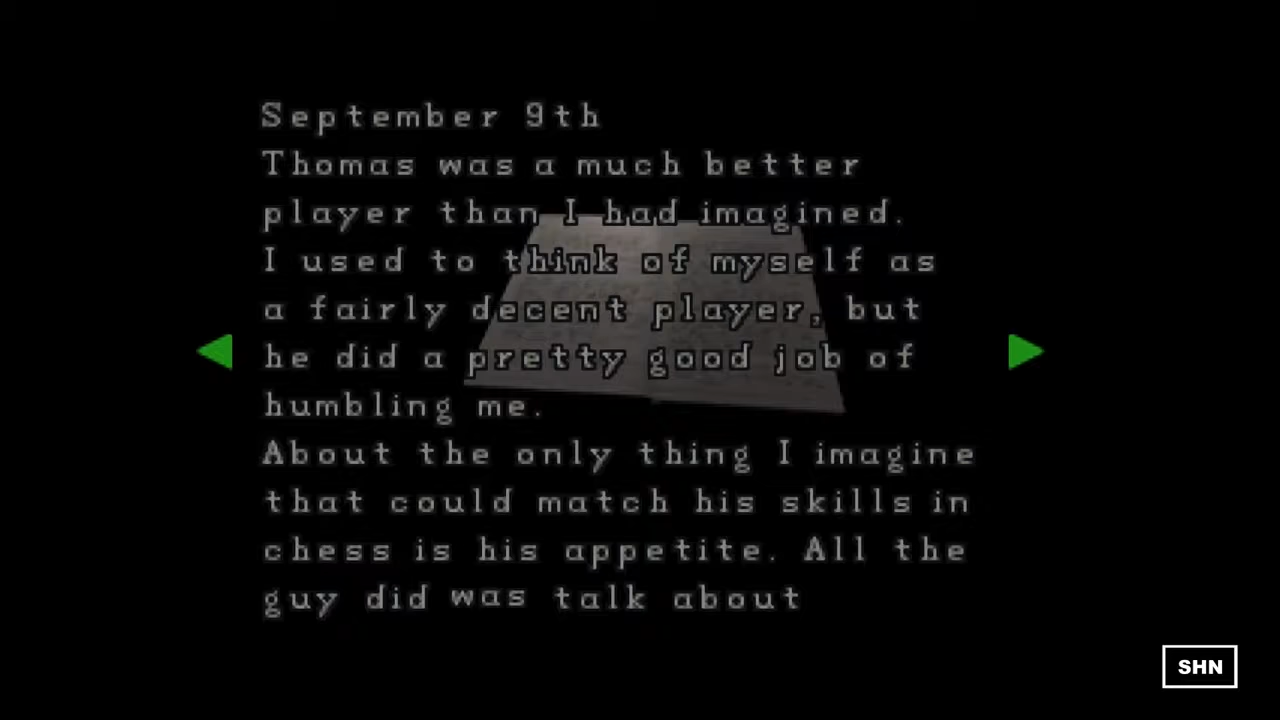 September 9th
Thomas was a much better
player than I had imagined.
I used to think of myself as
a fairly decent player, but
he did a pretty good job of
humbling me.
About the only thing I imagine
that could match his skills in
chess is his appetite. All the
guy did was talk about
SHN